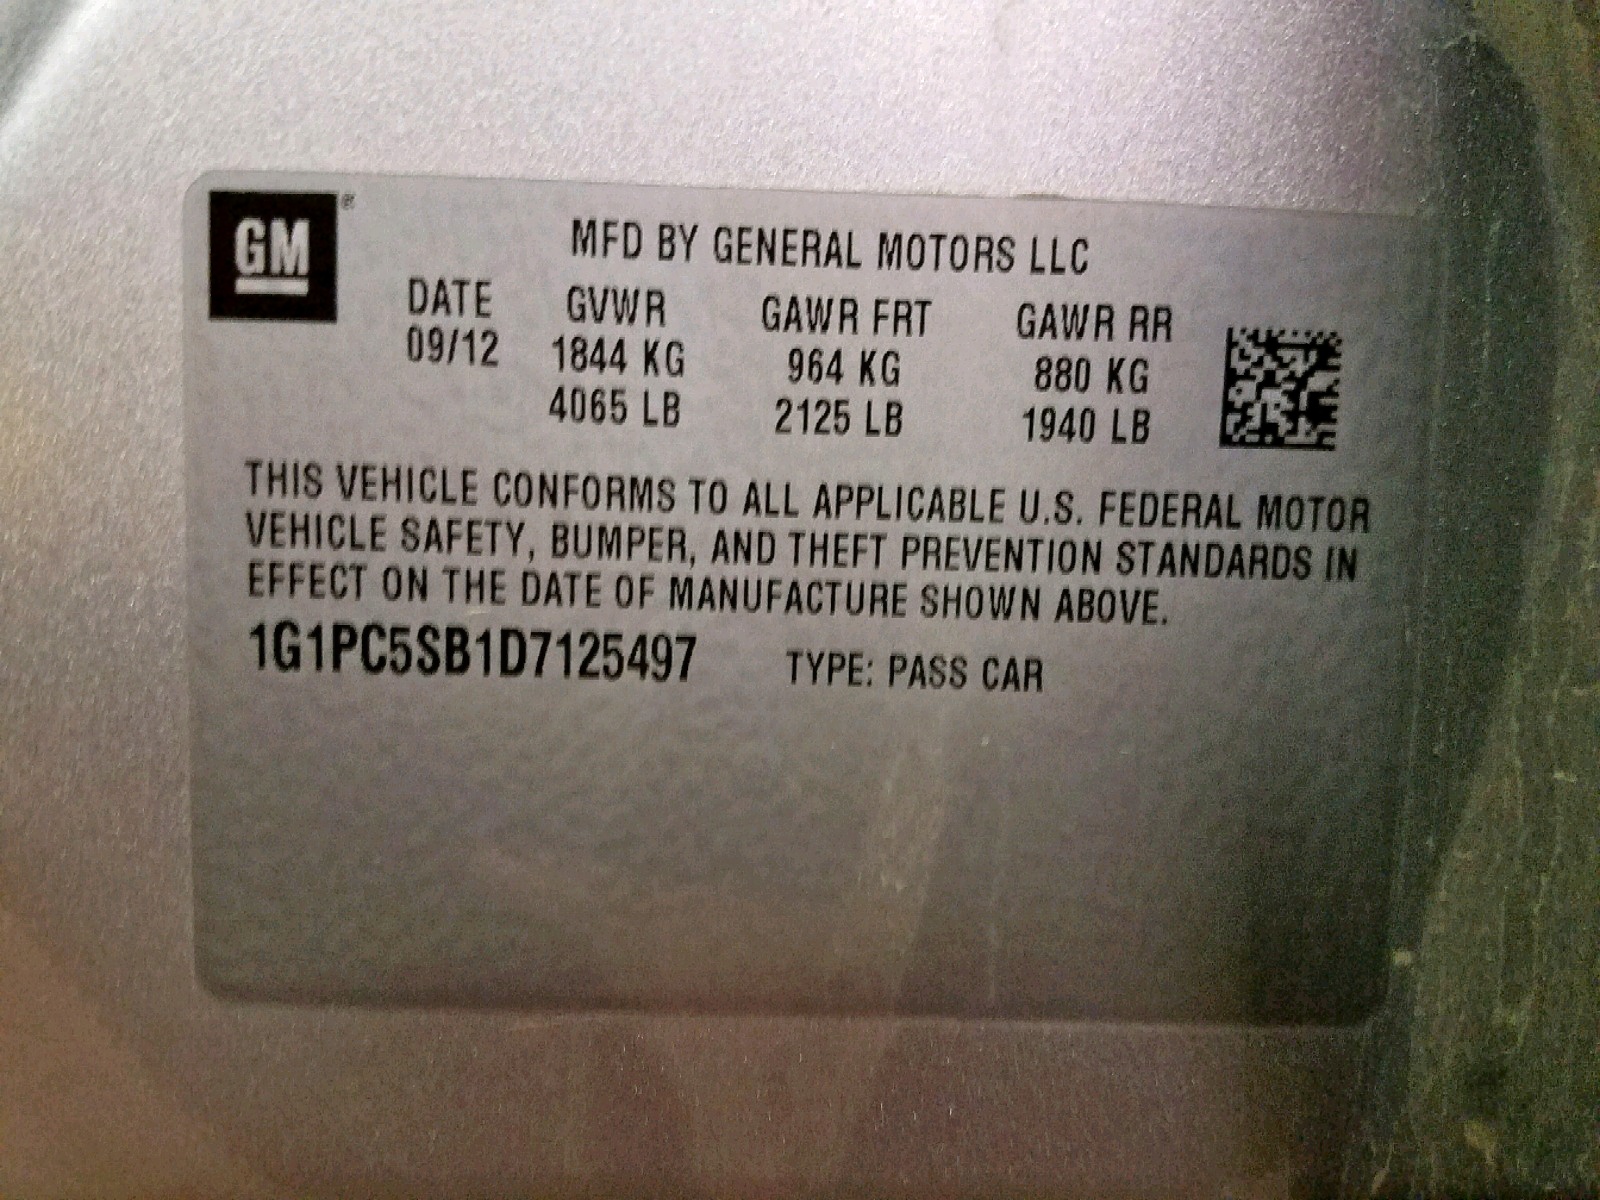 GM®
MFD BY GENERAL MOTORS LLC
DATE GVWR GAWR FRT GAWR RR
09/12 1844 KG 964 KG 880 KG
4065 LB 2125 LB 1940 LB
THIS VEHICLE CONFORMS TO ALL APPLICABLE U.S. FEDERAL MOTOR
VEHICLE SAFETY, BUMPER, AND THEFT PREVENTION STANDARDS IN
EFFECT ON THE DATE OF MANUFACTURE SHOWN ABOVE.
1G1PC5SB1D7125497 TYPE: PASS CAR